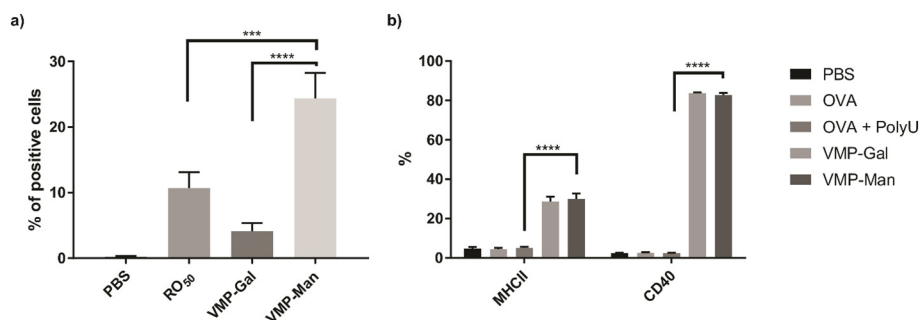 a)
***
****
% of positive cells
30
20
10
0
PBS
RO₅₀
VMP-Gal
VMP-Man
b)
****
****
%
100
80
60
40
20
0
MHCII
CD40
PBS
OVA
OVA + PolyU
VMP-Gal
VMP-Man